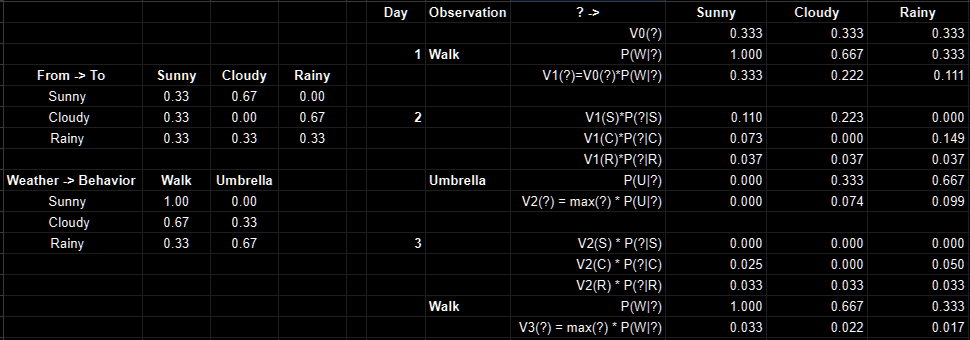 Day Observation ? -> Sunny Cloudy Rainy
V0(?) 0.333 0.333 0.333
1 Walk P(W|?) 1.000 0.667 0.333
From -> To Sunny Cloudy Rainy V1(?)=V0(?)*P(W|?) 0.333 0.222 0.111
Sunny 0.33 0.67 0.00
Cloudy 0.33 0.00 0.67 2 V1(S)*P(?|S) 0.110 0.223 0.000
Rainy 0.33 0.33 0.33 V1(C)*P(?|C) 0.073 0.000 0.149
V1(R)*P(?|R) 0.037 0.037 0.037
Weather -> Behavior Walk Umbrella Umbrella P(U|?) 0.000 0.333 0.667
Sunny 1.00 0.00 V2(?) = max(?) * P(U|?) 0.000 0.074 0.099
Cloudy 0.67 0.33
Rainy 0.33 0.67 3 V2(S) * P(?|S) 0.000 0.000 0.000
V2(C) * P(?|C) 0.025 0.000 0.050
V2(R) * P(?|R) 0.033 0.033 0.033
Walk P(W|?) 1.000 0.667 0.333
V3(?) = max(?) * P(W|?) 0.033 0.022 0.017